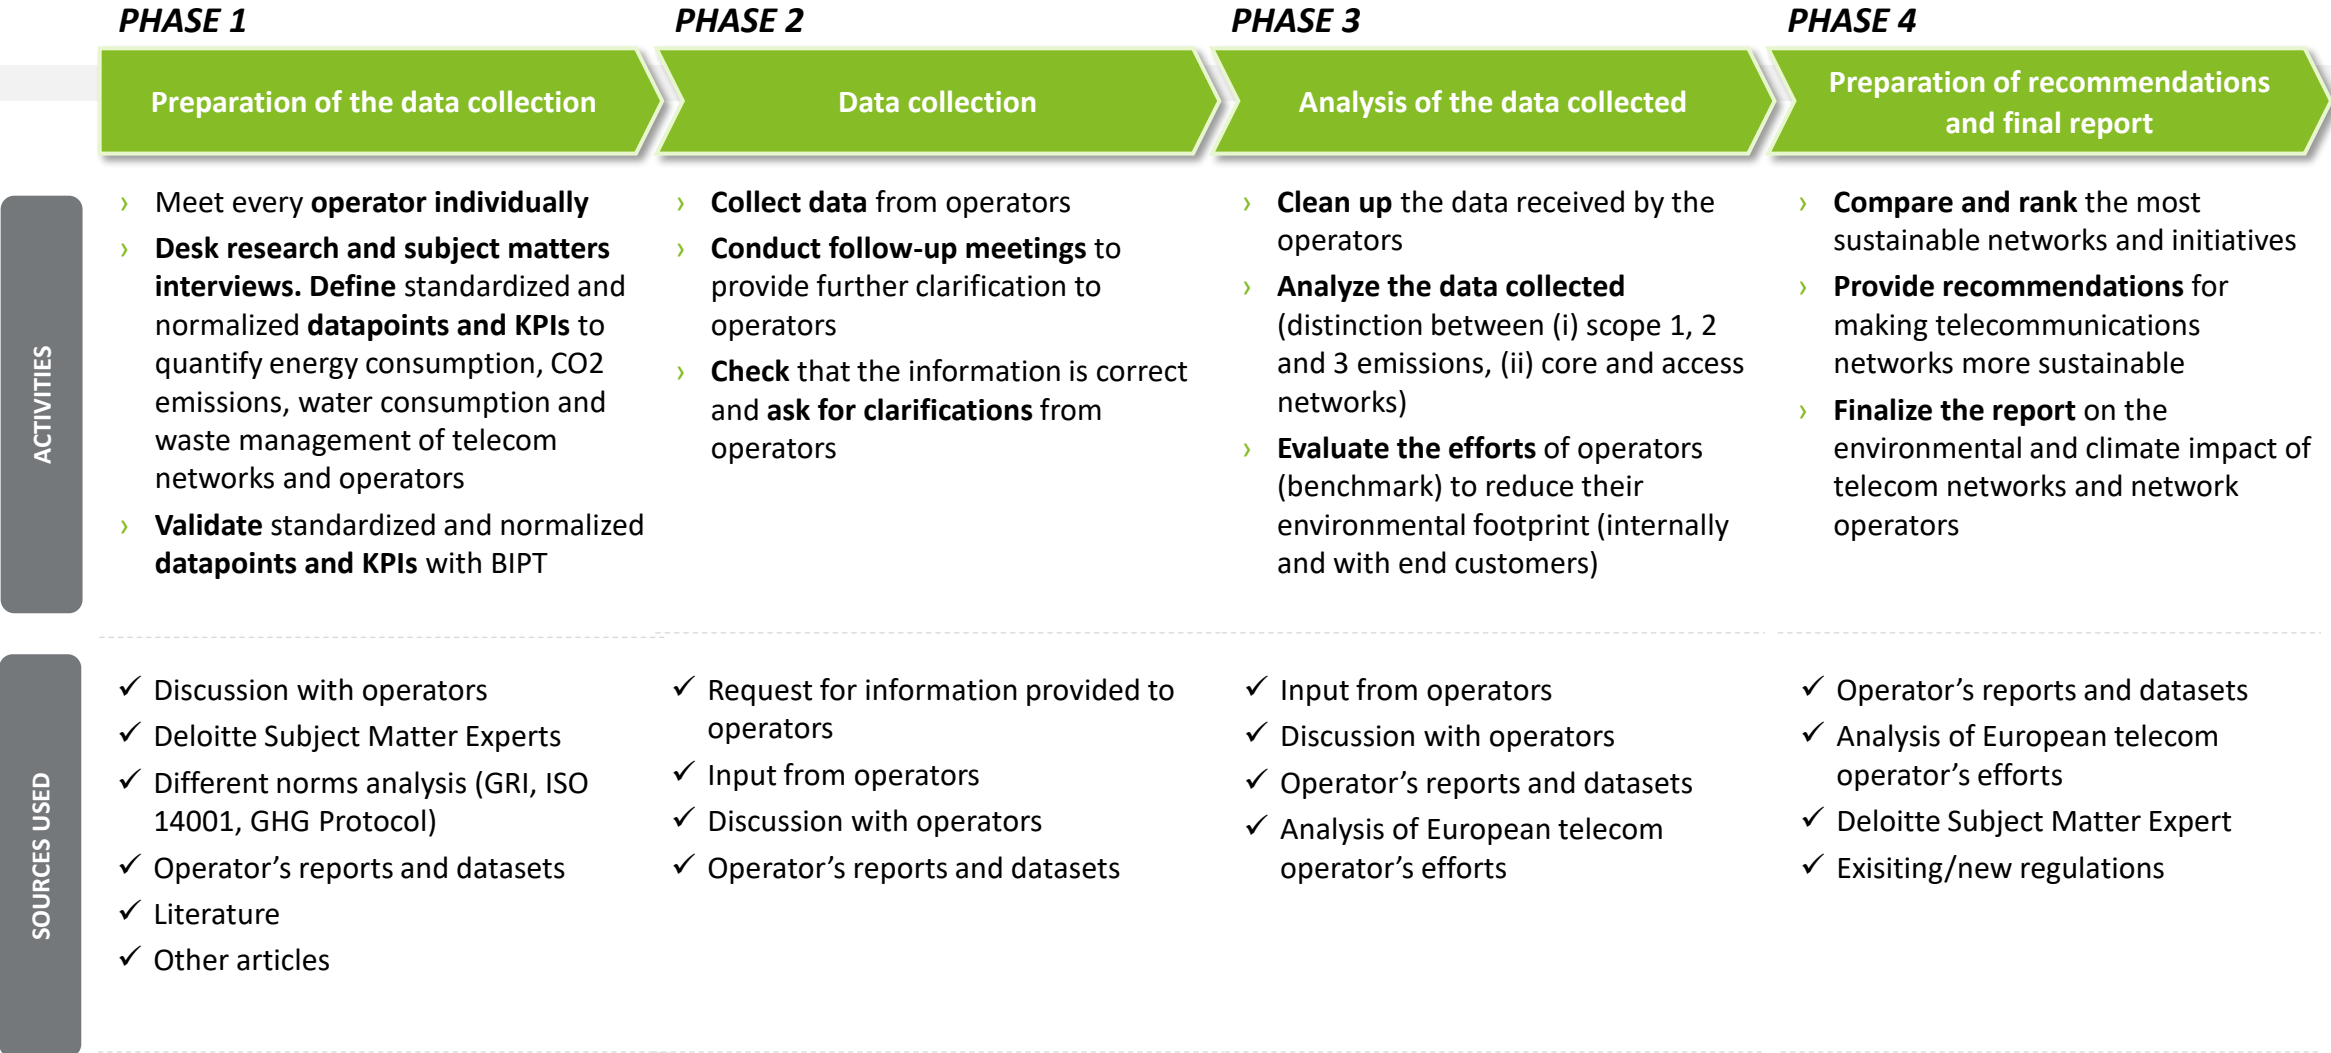 PHASE 1
Preparation of the data collection
PHASE 2
Data collection
PHASE 3
Analysis of the data collected
PHASE 4
Preparation of recommendations
and final report
ACTIVITIES
› Meet every operator individually
› Desk research and subject matters
interviews. Define standardized and
normalized datapoints and KPIs to
quantify energy consumption, CO2
emissions, water consumption and
waste management of telecom
networks and operators
› Validate standardized and normalized
datapoints and KPIs with BIPT
› Collect data from operators
› Conduct follow-up meetings to
provide further clarification to
operators
› Check that the information is correct
and ask for clarifications from
operators
› Clean up the data received by the
operators
› Analyze the data collected
(distinction between (i) scope 1, 2
and 3 emissions, (ii) core and access
networks)
› Evaluate the efforts of operators
(benchmark) to reduce their
environmental footprint (internally
and with end customers)
› Compare and rank the most
sustainable networks and initiatives
› Provide recommendations for
making telecommunications
networks more sustainable
› Finalize the report on the
environmental and climate impact of
telecom networks and network
operators
SOURCES USED
✓ Discussion with operators
✓ Deloitte Subject Matter Experts
✓ Different norms analysis (GRI, ISO
14001, GHG Protocol)
✓ Operator’s reports and datasets
✓ Literature
✓ Other articles
✓ Request for information provided to
operators
✓ Input from operators
✓ Discussion with operators
✓ Operator’s reports and datasets
✓ Input from operators
✓ Discussion with operators
✓ Operator’s reports and datasets
✓ Analysis of European telecom
operator’s efforts
✓ Operator’s reports and datasets
✓ Analysis of European telecom
operator’s efforts
✓ Deloitte Subject Matter Expert
✓ Exisiting/new regulations